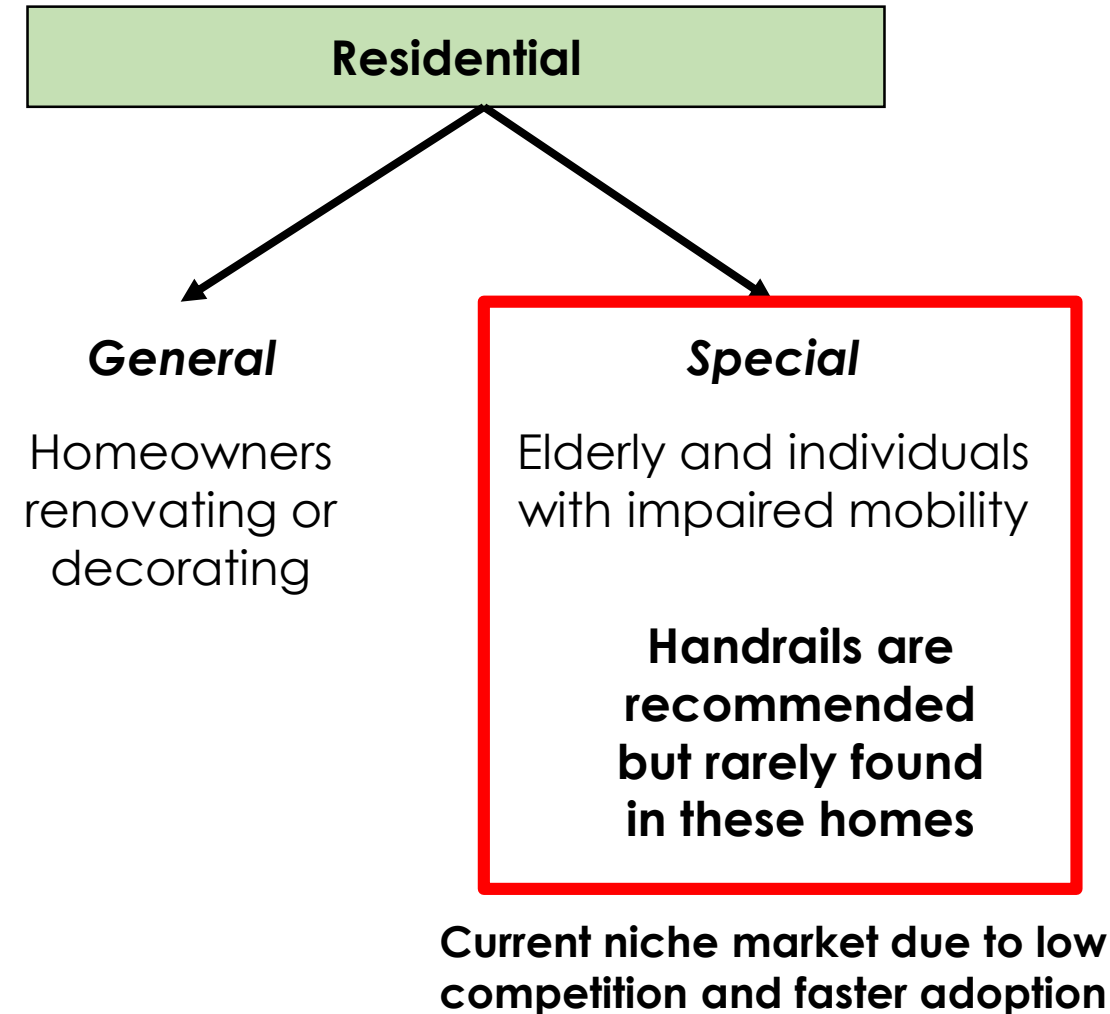 Residential
General
Homeowners
renovating or
decorating
Special
Elderly and individuals
with impaired mobility
Handrails are
recommended
but rarely found
in these homes
Current niche market due to low
competition and faster adoption